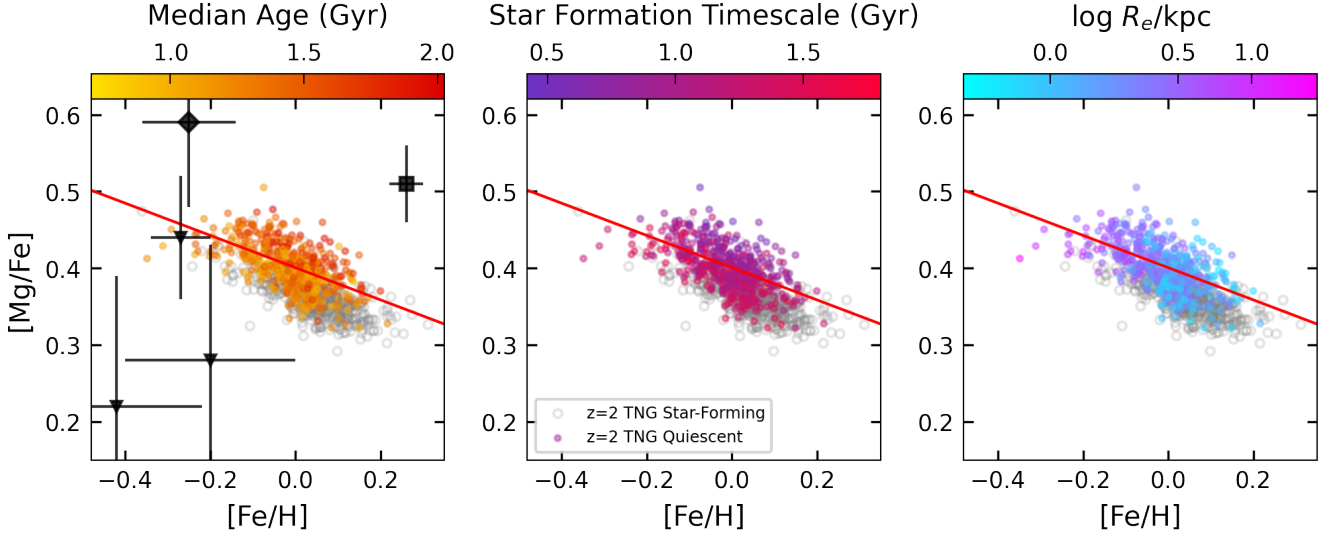 Median Age (Gyr)
1.0 1.5 2.0
Star Formation Timescale (Gyr)
0.5 1.0 1.5
log Rₑ/kpc
0.0 0.5 1.0
[Mg/Fe]
0.6
0.5
0.4
0.3
0.2
−0.4 −0.2 0.0 0.2
[Fe/H]
0.6
0.5
0.4
0.3
0.2
z=2 TNG Star-Forming
z=2 TNG Quiescent
−0.4 −0.2 0.0 0.2
[Fe/H]
0.6
0.5
0.4
0.3
0.2
−0.4 −0.2 0.0 0.2
[Fe/H]